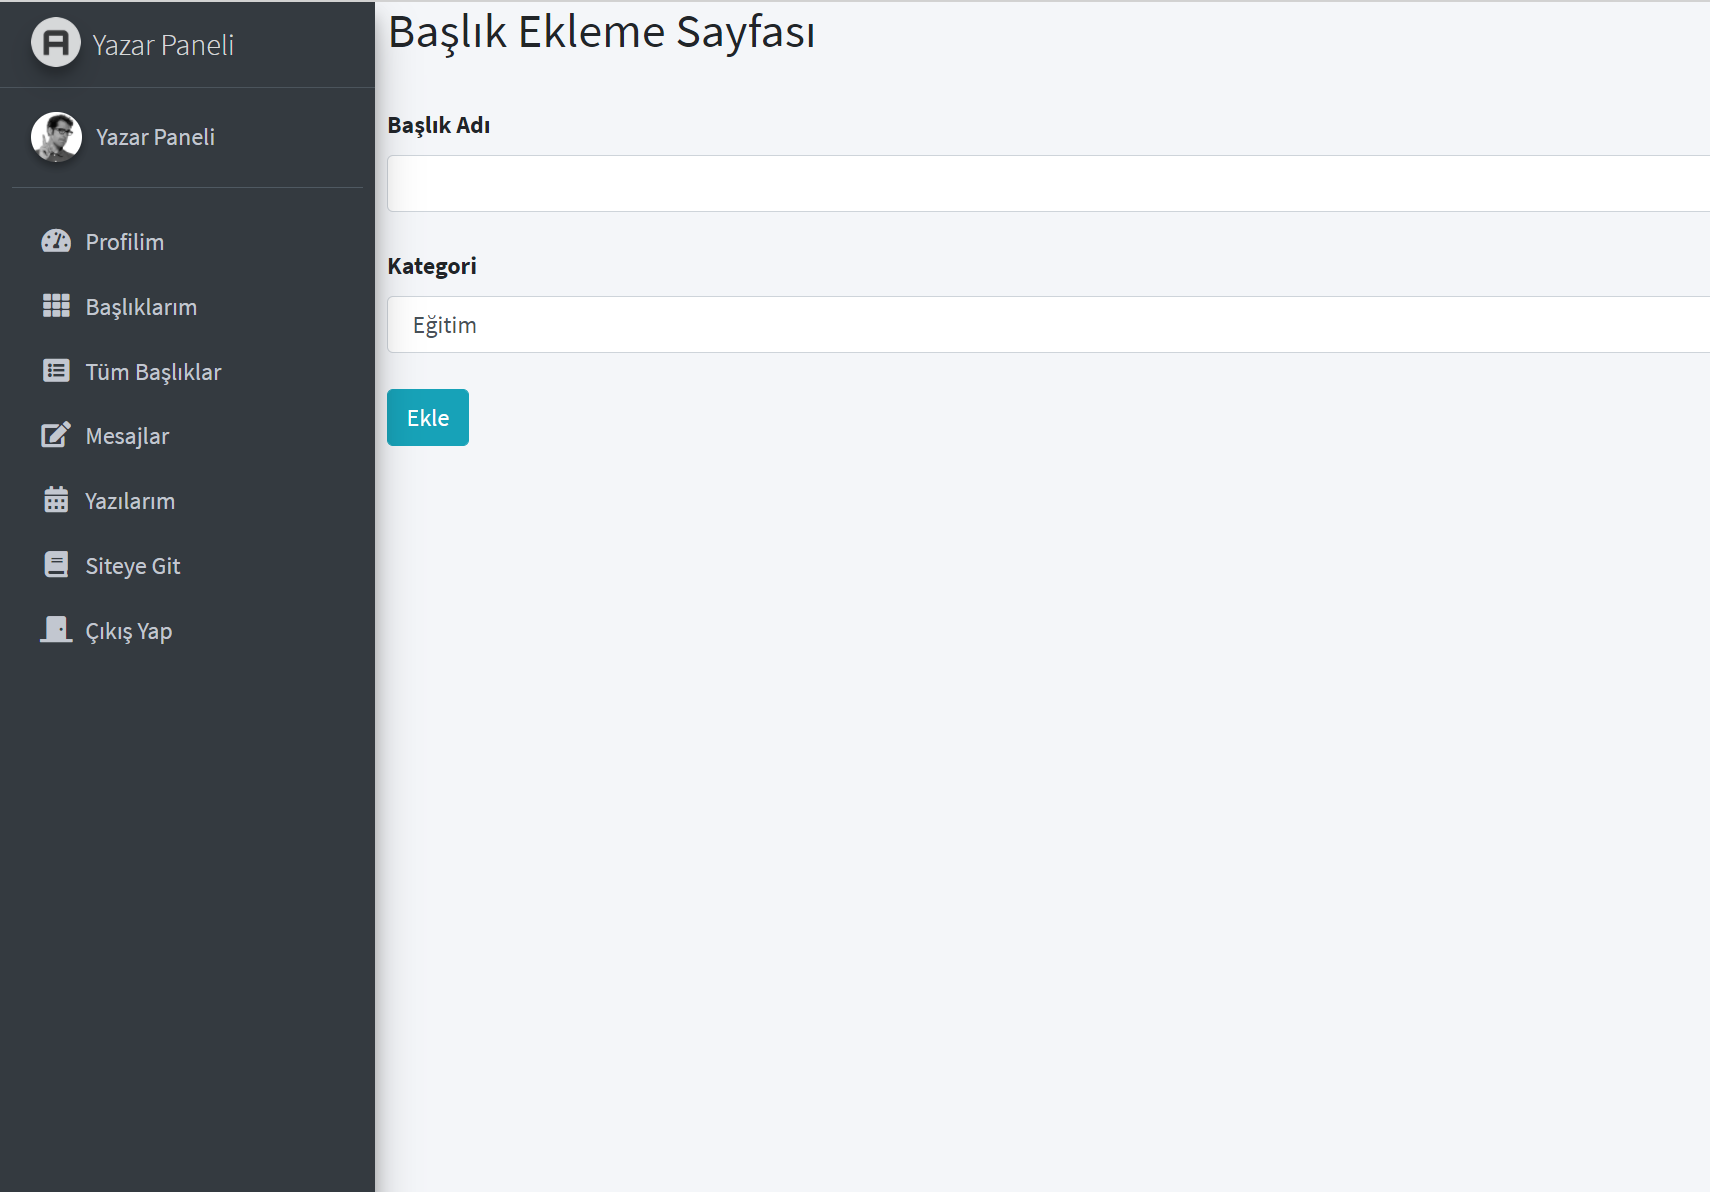 Yazar Paneli
Yazar Paneli
Profilim
Başlıklarım
Tüm Başlıklar
Mesajlar
Yazılarım
Siteye Git
Çıkış Yap
Başlık Ekleme Sayfası
Başlık Adı
Kategori
Eğitim
Ekle